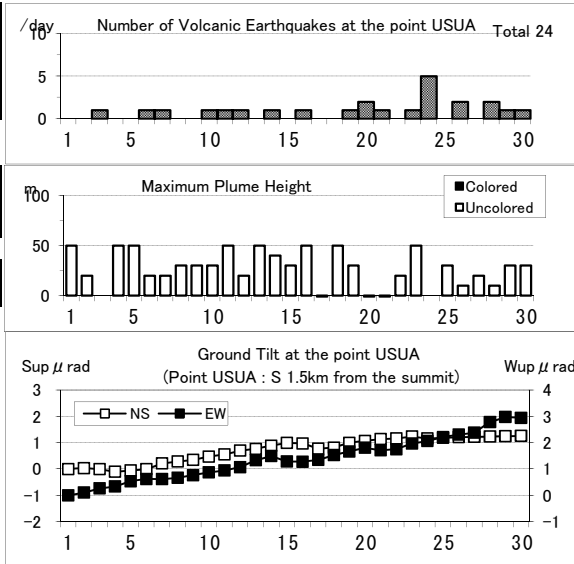 /day Number of Volcanic Earthquakes at the point USUA Total 24
10
5
0
1 5 10 15 20 25 30
m Maximum Plume Height
100
■Colored
□Uncolored
50
0
1 5 10 15 20 25 30
Ground Tilt at the point USUA
Sup μ rad Wup μ rad
(Point USUA : S 1.5km from the summit)
3 4
2 3
NS EW
1 2
0 1
-1 0
-2 -1
1 5 10 15 20 25 30